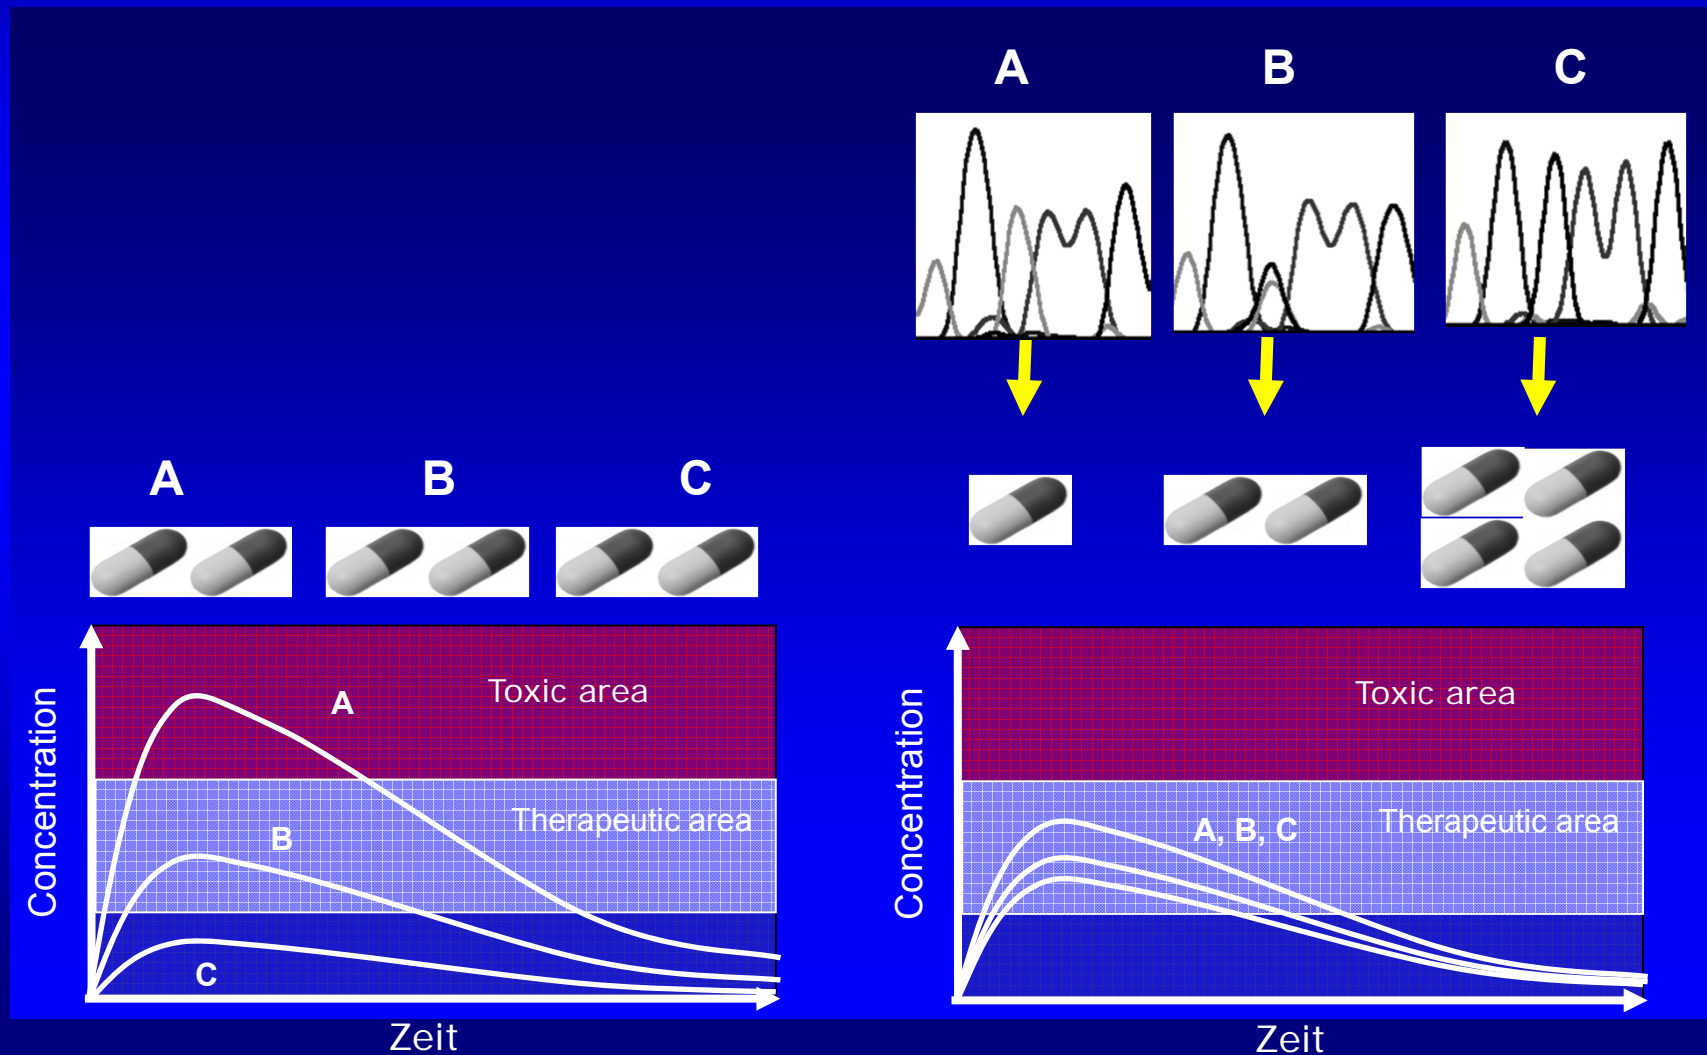 A B C
A B C
Concentration
A
Toxic area
B
Therapeutic area
C
Zeit
Concentration
Toxic area
A, B, C
Therapeutic area
Zeit